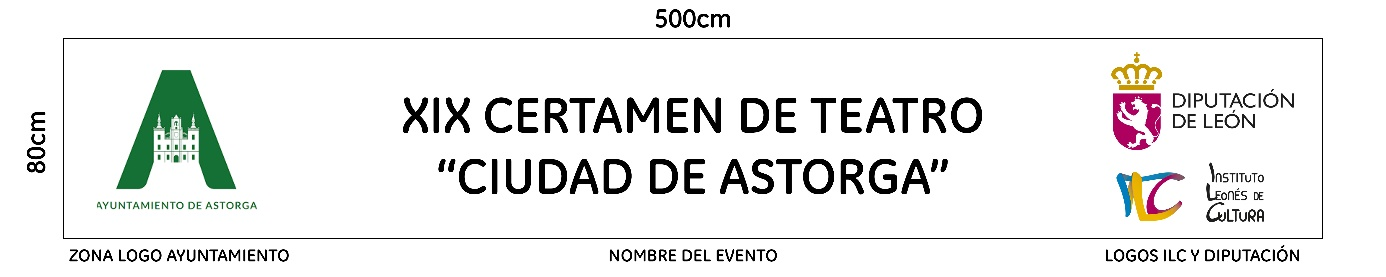 500cm
80cm
XIX CERTAMEN DE TEATRO
“CIUDAD DE ASTORGA”
AYUNTAMIENTO DE ASTORGA
DIPUTACIÓN
DE LEÓN
ILC
INSTITUTO
LEONÉS DE
CULTURA
ZONA LOGO AYUNTAMIENTO
NOMBRE DEL EVENTO
LOGOS ILC Y DIPUTACIÓN